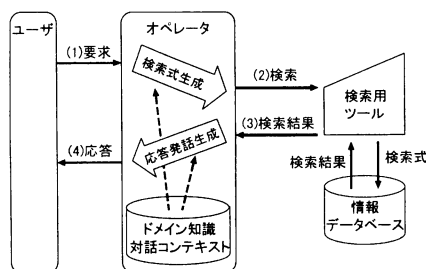 ユーザ
オペレータ
(1)要求
検索式生成
(2)検索
検索用
ツール
(3)検索結果
応答発話生成
(4)応答
検索結果
検索式
ドメイン知識
対話コンテキスト
情報
データベース